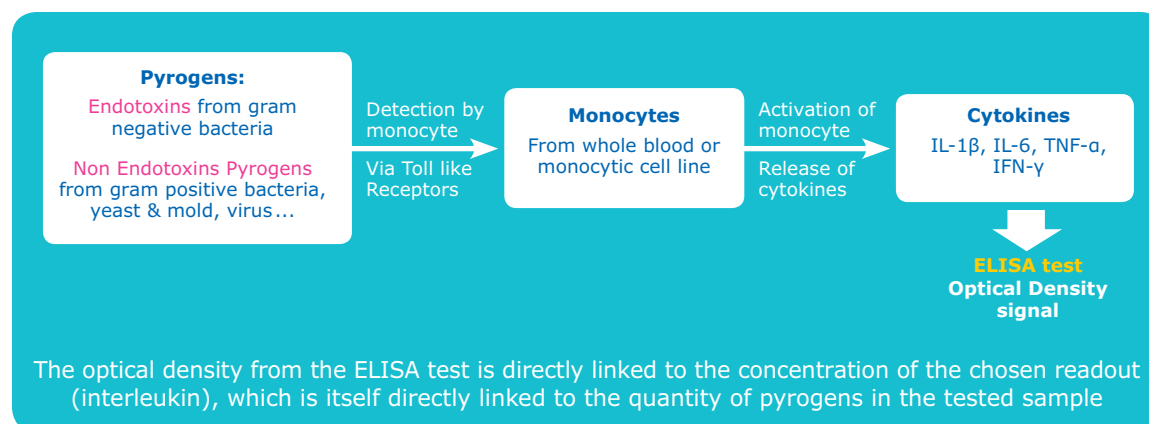 Pyrogens:
Endotoxins from gram
negative bacteria
Non Endotoxins Pyrogens
from gram positive bacteria,
yeast & mold, virus...
Detection by
monocyte
Via Toll like
Receptors
Monocytes
From whole blood or
monocytic cell line
Activation of
monocyte
Release of
cytokines
Cytokines
IL-1β, IL-6, TNF-α,
IFN-γ
ELISA test
Optical Density
signal
The optical density from the ELISA test is directly linked to the concentration of the chosen readout
(interleukin), which is itself directly linked to the quantity of pyrogens in the tested sample